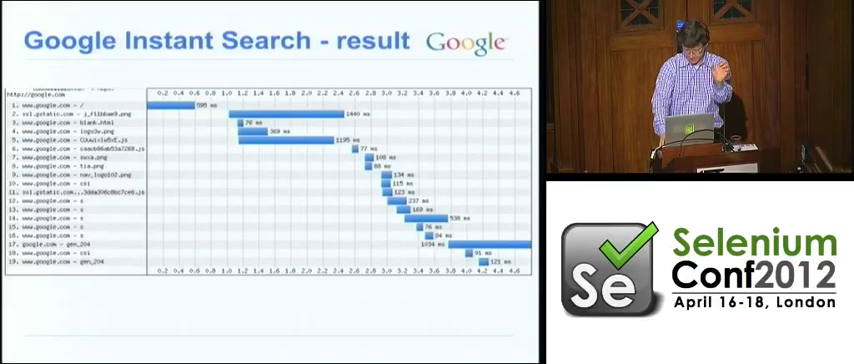 Google Instant Search - result Google
http://google.com
0.2 0.4 0.6 0.8 1.0 1.2 1.4 1.6 1.8 2.0 2.2 2.4 2.6 2.8 3.0 3.2 3.4 3.6 3.8 4.0 4.2 4.4 4.6
1. www.google.com - / 595 ms
2. ssl.gstatic.com - 1440 ms
3. www.google.com - blank.html 76 ms
4. www.google.com - logo3w.png 369 ms
5. www.google.com - 1195 ms
6. www.google.com - 77 ms
7. www.google.com - 108 ms
8. www.google.com - tia.png 88 ms
9. www.google.com - nav_logo102.png 134 ms
10. www.google.com - csi 115 ms
11. ssl.gstatic.com 123 ms
12. www.google.com - s 237 ms
13. www.google.com - s 169 ms
14. www.google.com - s 538 ms
15. www.google.com - s 76 ms
16. www.google.com - s 94 ms
17. google.com - gen_204 1034 ms
18. www.google.com - csi 91 ms
19. www.google.com - gen_204 121 ms
0.2 0.4 0.6 0.8 1.0 1.2 1.4 1.6 1.8 2.0 2.2 2.4 2.6 2.8 3.0 3.2 3.4 3.6 3.8 4.0 4.2 4.4 4.6
Se
Selenium
Conf2012
April 16-18, London